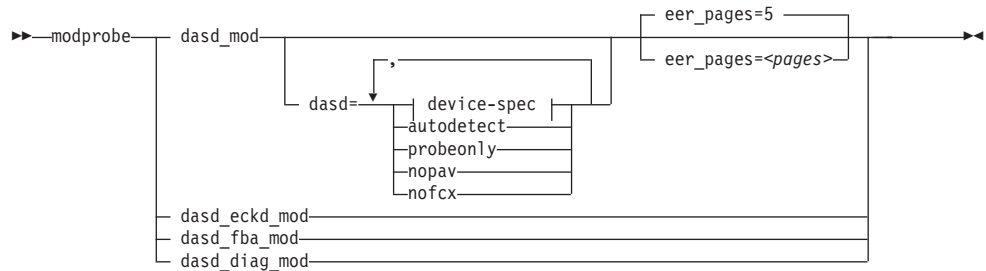 eer_pages=5
modprobe dasd_mod
eer_pages=<pages>
,
dasd= device-spec
autodetect
probeonly
nopav
nofcx
dasd_eckd_mod
dasd_fba_mod
dasd_diag_mod